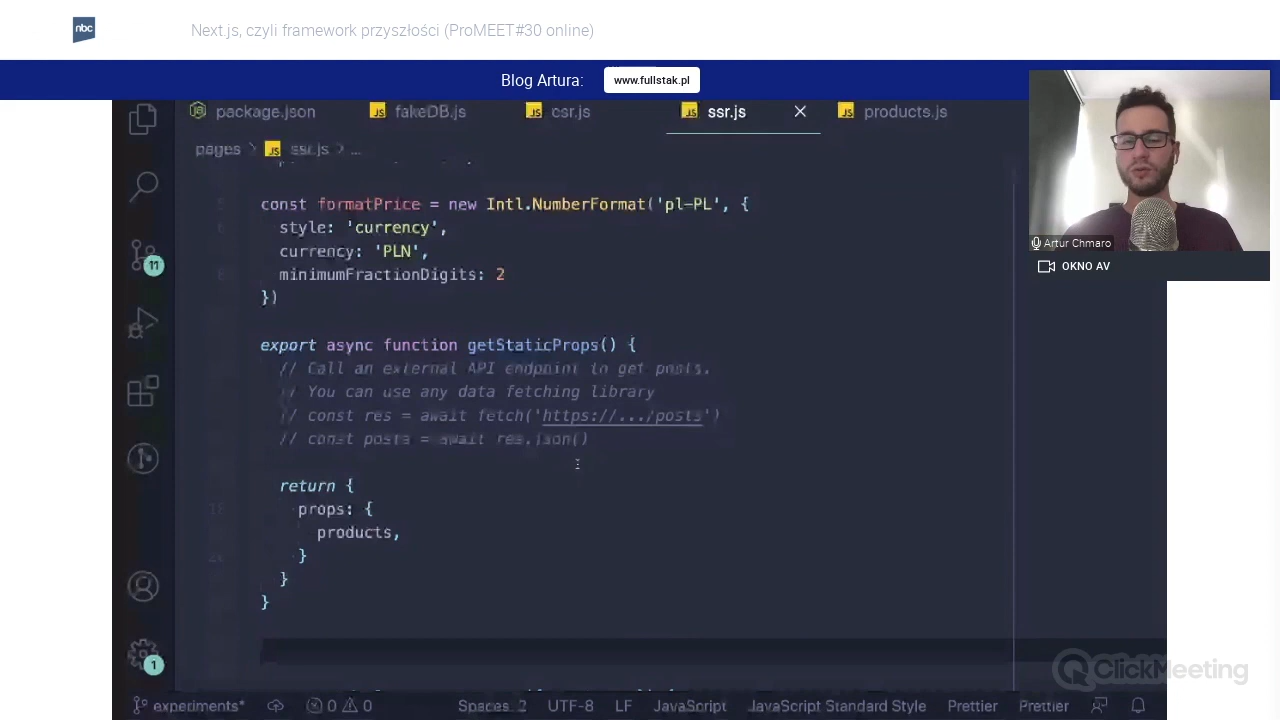 nbc
Next.js, czyli framework przyszłości (ProMEET#30 online)
Blog Artura:
www.fullstak.pl
package.json
fakeDB.js
csr.js
ssr.js
products.js
pages > ssr.js > ...
const formatPrice = new Intl.NumberFormat('pl-PL', {
style: 'currency',
currency: 'PLN',
minimumFractionDigits: 2
})
export async function getStaticProps() {
// Call an external API endpoint to get posts.
// You can use any data fetching library
// const res = await fetch('https://.../posts')
// const posts = await res.json()
return {
props: {
products,
}
}
}
11
1
Artur Chmaro
OKNO AV
ClickMeeting
experiments*
0
0
Spaces: 2
UTF-8
LF
JavaScript
JavaScript Standard Style
Prettier
Prettier